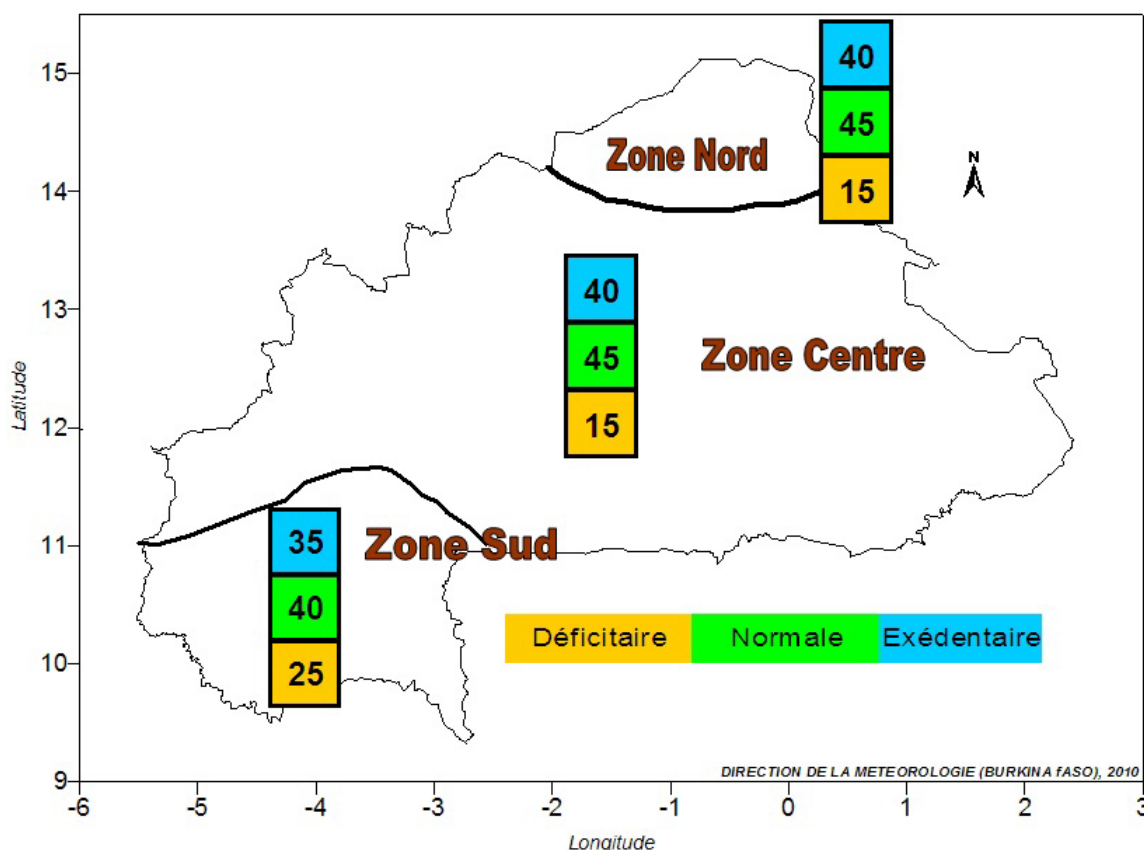 40
45
15
Zone Nord
N
40
45
15
Zone Centre
35
40
25
Zone Sud
Déficitaire Normale Exédentaire
DIRECTION DE LA METEOROLOGIE (BURKINA fASO), 2010
Latitude
15
14
13
12
11
10
9
-6 -5 -4 -3 -2 -1 0 1 2 3
Longitude